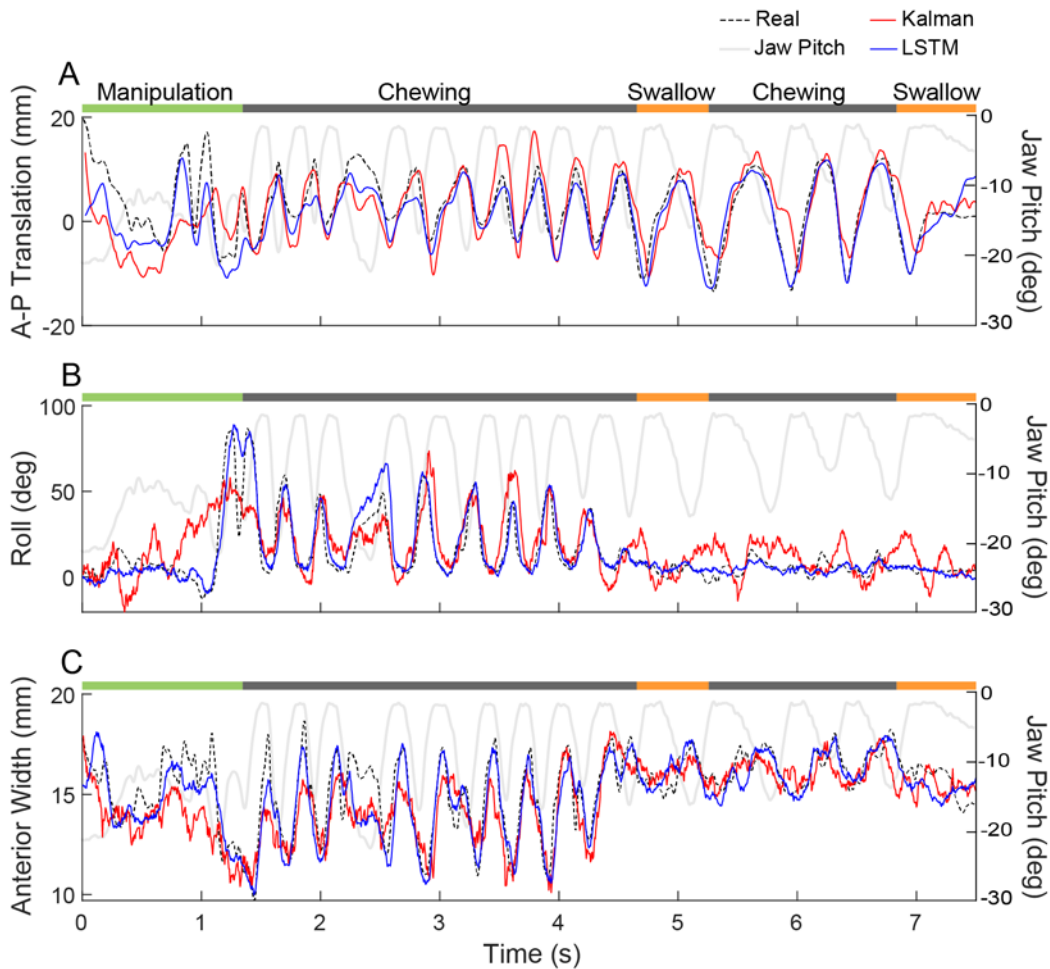 Real Kalman
Jaw Pitch LSTM
A
Manipulation Chewing Swallow Chewing Swallow
A-P Translation (mm)
20
0
-20
0
-10
-20
-30
Jaw Pitch (deg)
B
Roll (deg)
100
50
0
0
-10
-20
-30
Jaw Pitch (deg)
C
Anterior Width (mm)
20
15
10
0
-10
-20
-30
Jaw Pitch (deg)
0 1 2 3 4 5 6 7
Time (s)